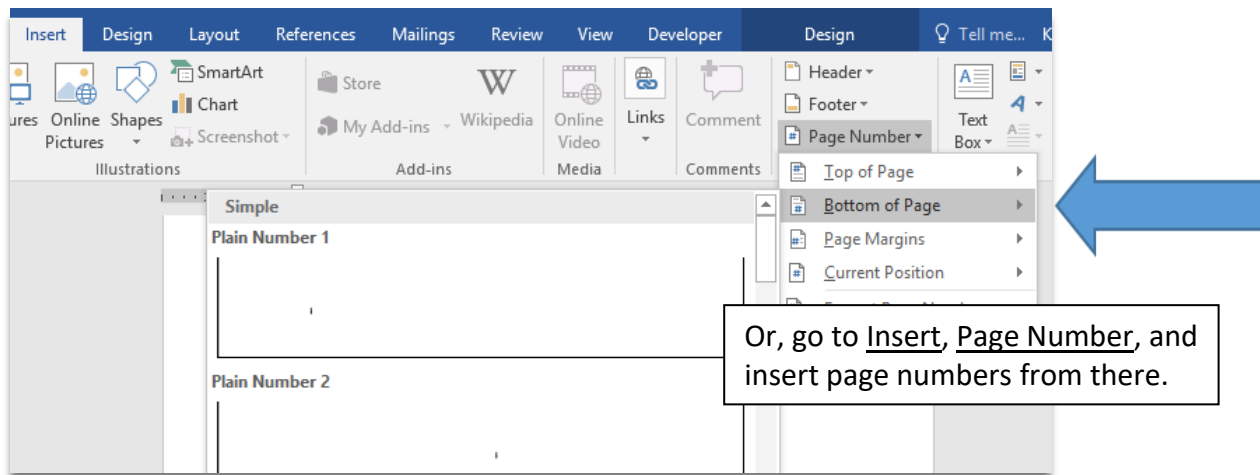 Insert Design Layout References Mailings Review View Developer Design Tell me... K
SmartArt Store Header
Chart Footer
ures Online Shapes Screenshot My Add-ins Wikipedia Online Links Comment Page Number Text
Pictures Video Box
Illustrations Add-ins Media Comments
Top of Page
Simple Bottom of Page
Plain Number 1 Page Margins
Current Position
Or, go to Insert, Page Number, and
insert page numbers from there.
Plain Number 2